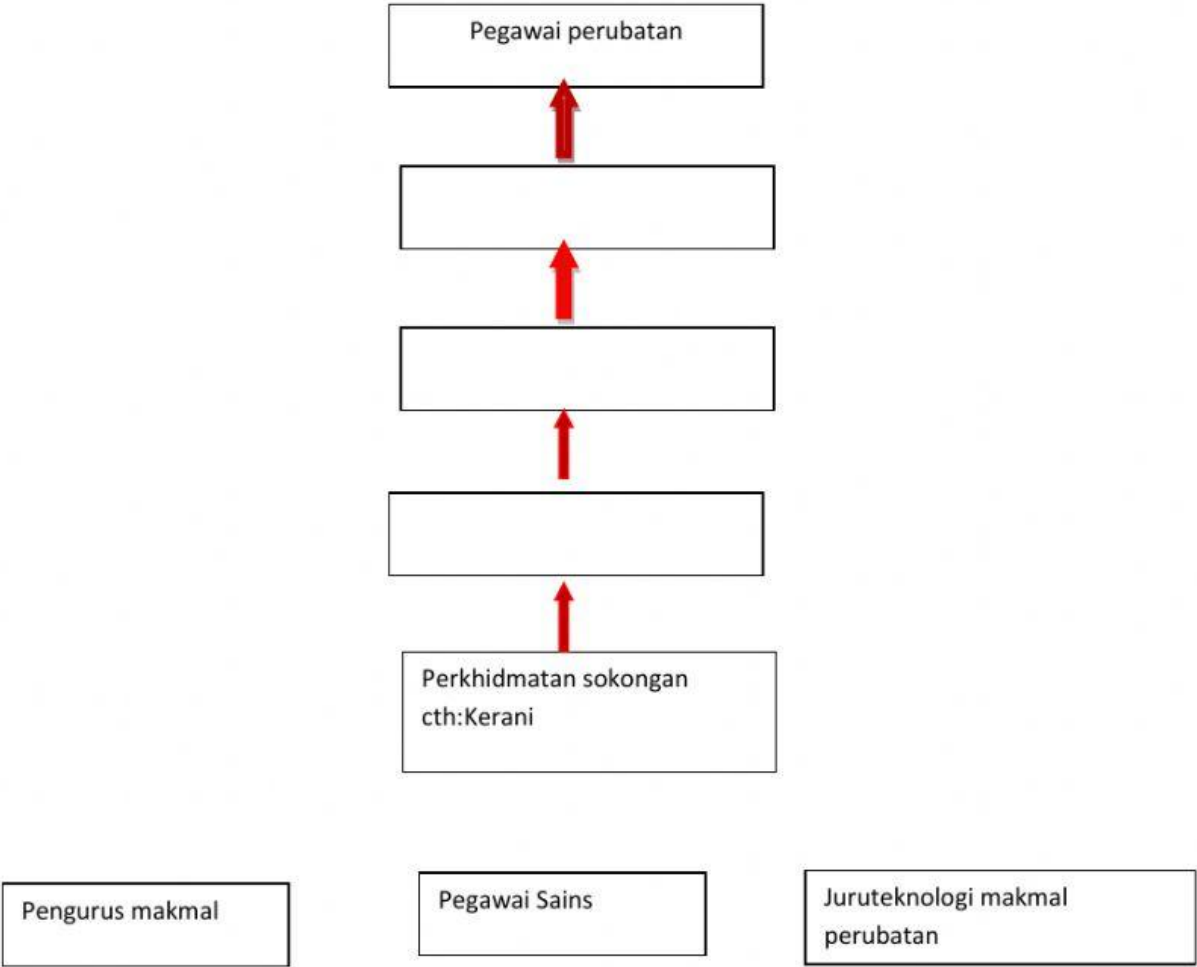 Pegawai perubatan
Perkhidmatan sokongan
cth:Kerani
Pengurus makmal
Pegawai Sains
Juruteknologi makmal
perubatan